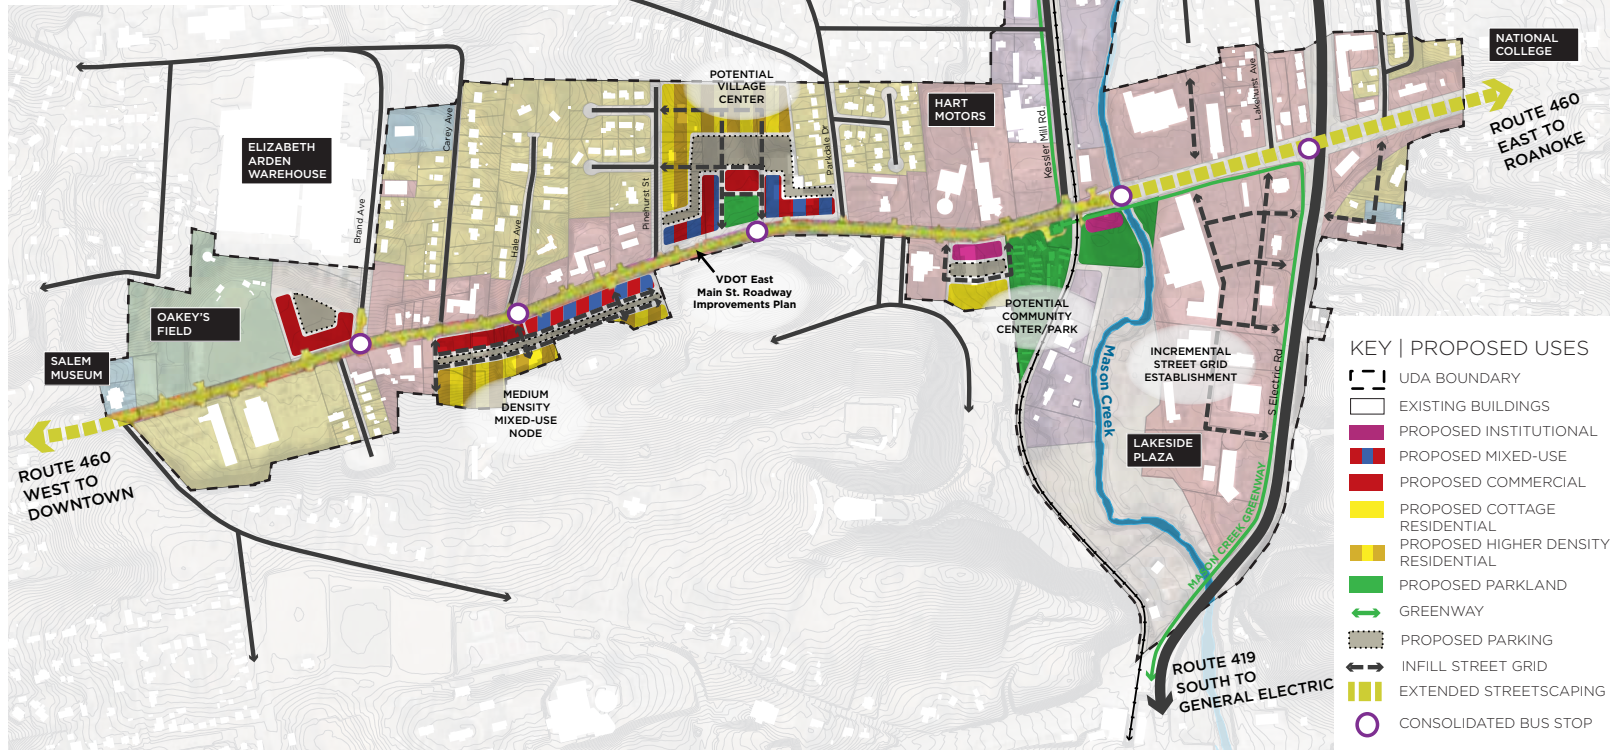 NATIONAL
COLLEGE
ROUTE 460
EAST TO
ROANOKE
POTENTIAL
VILLAGE
CENTER
HART
MOTORS
ELIZABETH
ARDEN
WAREHOUSE
Carey Ave
Brand Ave
Hale Ave
Pinehurst St
Parkdale Dr
Kessler Mill Rd.
Lakehurst Ave
VDOT East
Main St. Roadway
Improvements Plan
OAKEY'S
FIELD
SALEM
MUSEUM
MEDIUM
DENSITY
MIXED-USE
NODE
POTENTIAL
COMMUNITY
CENTER/PARK
INCREMENTAL
STREET GRID
ESTABLISHMENT
Mason Creek
S Electric Rd
LAKESIDE
PLAZA
MASON CREEK GREENWAY
ROUTE 460
WEST TO
DOWNTOWN
ROUTE 419
SOUTH TO
GENERAL ELECTRIC
KEY | PROPOSED USES
UDA BOUNDARY
EXISTING BUILDINGS
PROPOSED INSTITUTIONAL
PROPOSED MIXED-USE
PROPOSED COMMERCIAL
PROPOSED COTTAGE
RESIDENTIAL
PROPOSED HIGHER DENSITY
RESIDENTIAL
PROPOSED PARKLAND
GREENWAY
PROPOSED PARKING
INFILL STREET GRID
EXTENDED STREETSCAPING
CONSOLIDATED BUS STOP